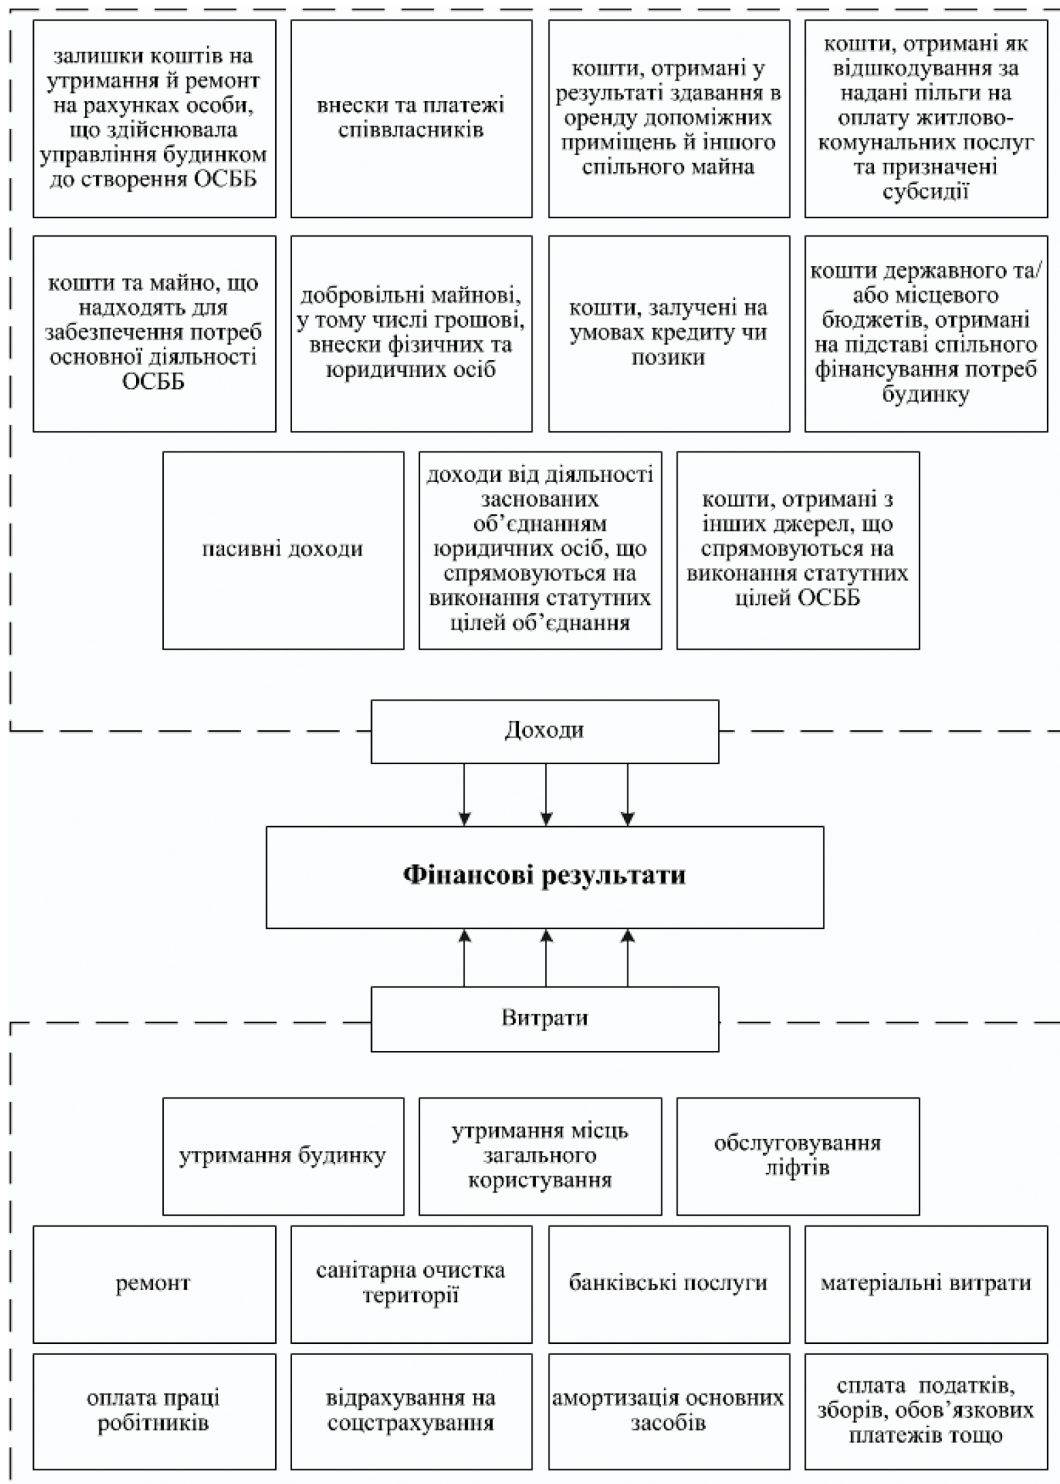 залишки коштів на
утримання й ремонт
на рахунках особи,
що здійснювала
управління будинком
до створення ОСББ
внески та платежі
співвласників
кошти, отримані у
результаті здавання в
оренду допоміжних
приміщень й іншого
спільного майна
кошти, отримані як
відшкодування за
надані пільги на
оплату житлово-
комунальних послуг
та призначені
субсидії
кошти та майно, що
надходять для
забезпечення потреб
основної діяльності
ОСББ
добровільні майнові,
у тому числі грошові,
внески фізичних та
юридичних осіб
кошти, залучені на
умовах кредиту чи
позики
кошти державного та/
або місцевого
бюджетів, отримані
на підставі спільного
фінансування потреб
будинку
пасивні доходи
доходи від діяльності
заснованих
об’єднанням
юридичних осіб, що
спрямовуються на
виконання статутних
цілей об’єднання
кошти, отримані з
інших джерел, що
спрямовуються на
виконання статутних
цілей ОСББ
Доходи
Фінансові результати
Витрати
утримання будинку
утримання місць
загального
користування
обслуговування
ліфтів
ремонт
санітарна очистка
території
банківські послуги
матеріальні витрати
оплата праці
робітників
відрахування на
соцстрахування
амортизація основних
засобів
сплата податків,
зборів, обов’язкових
платежів тощо